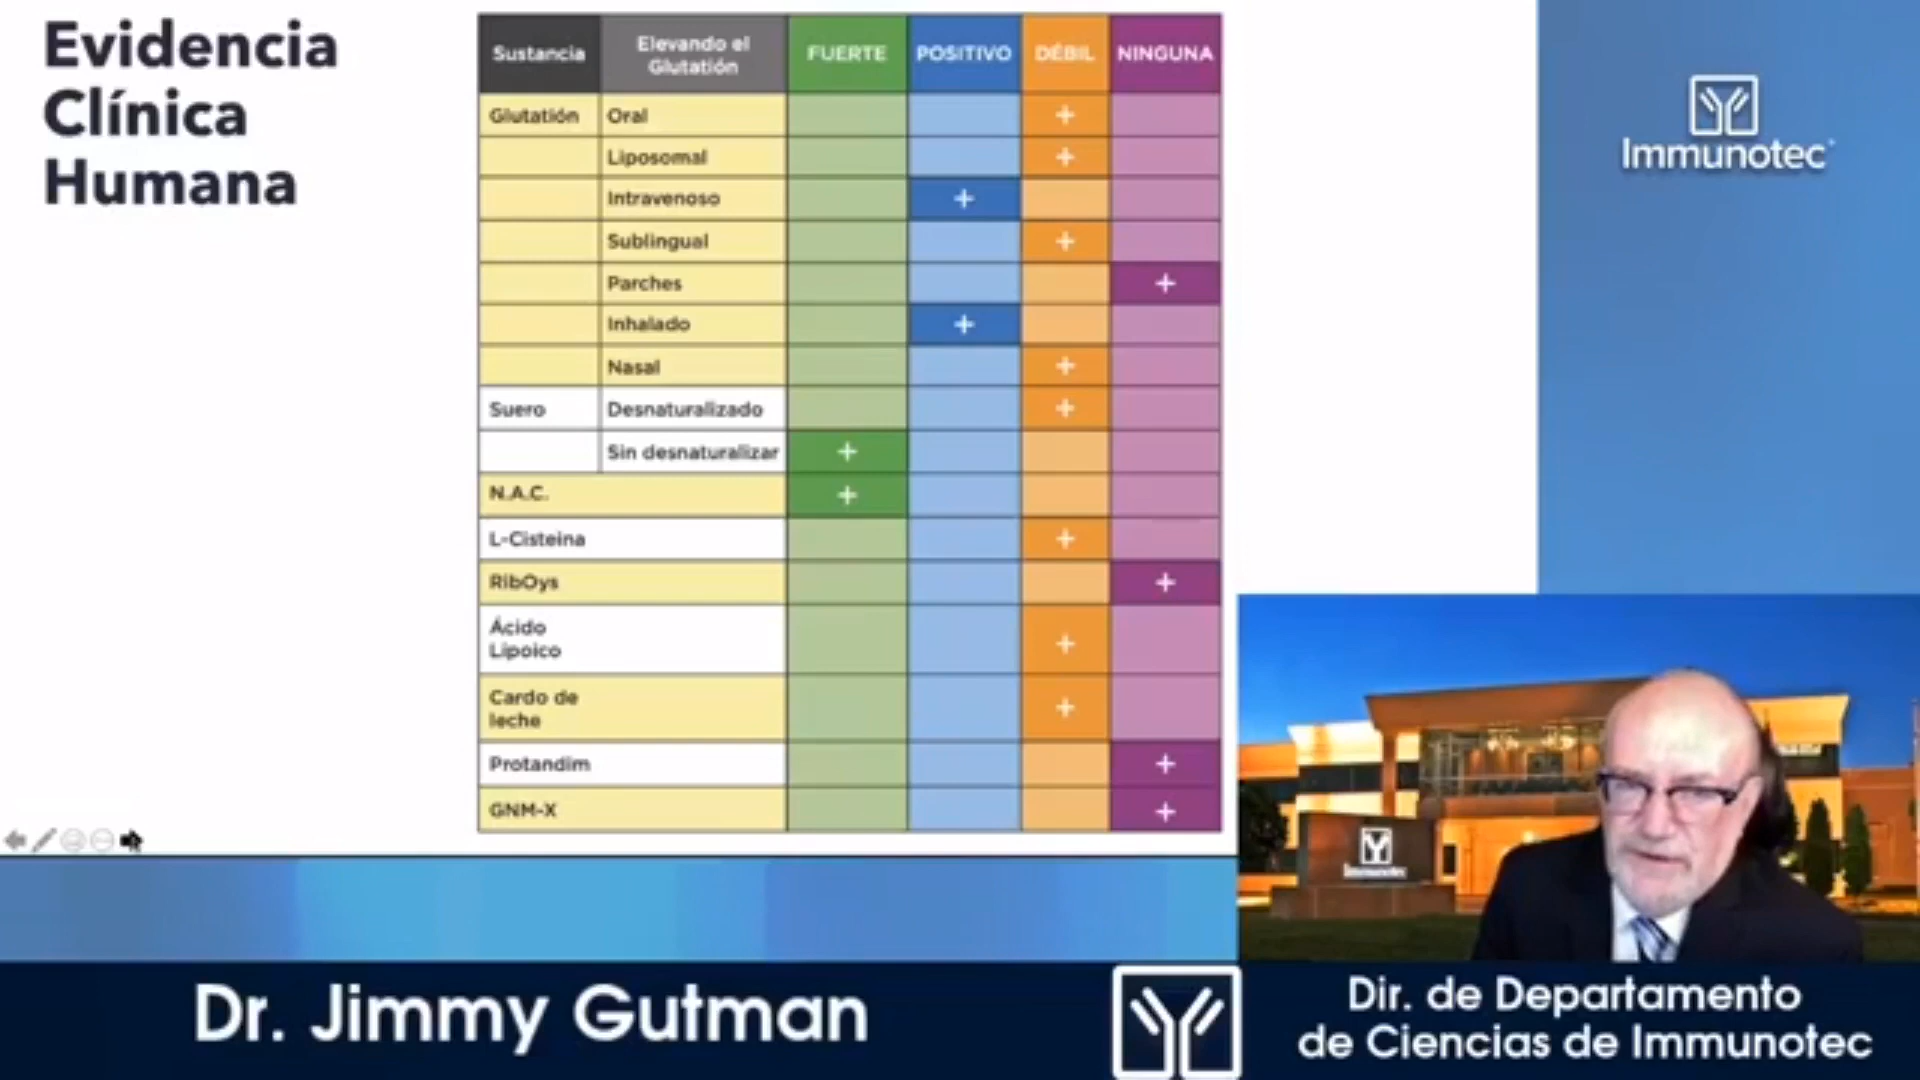 Evidencia
Clínica
Humana
Sustancia Elevando el Glutatión FUERTE POSITIVO DÉBIL NINGUNA
Glutatión Oral +
Liposomal +
Intravenoso +
Sublingual +
Parches +
Inhalado +
Nasal +
Suero Desnaturalizado +
Sin desnaturalizar +
N.A.C. +
L-Cisteina +
RibOys +
Ácido
Lipoico +
Cardo de
leche +
Protandim +
GNM-X +
Immunotec
Immunotec
Dr. Jimmy Gutman
Dir. de Departamento
de Ciencias de Immunotec